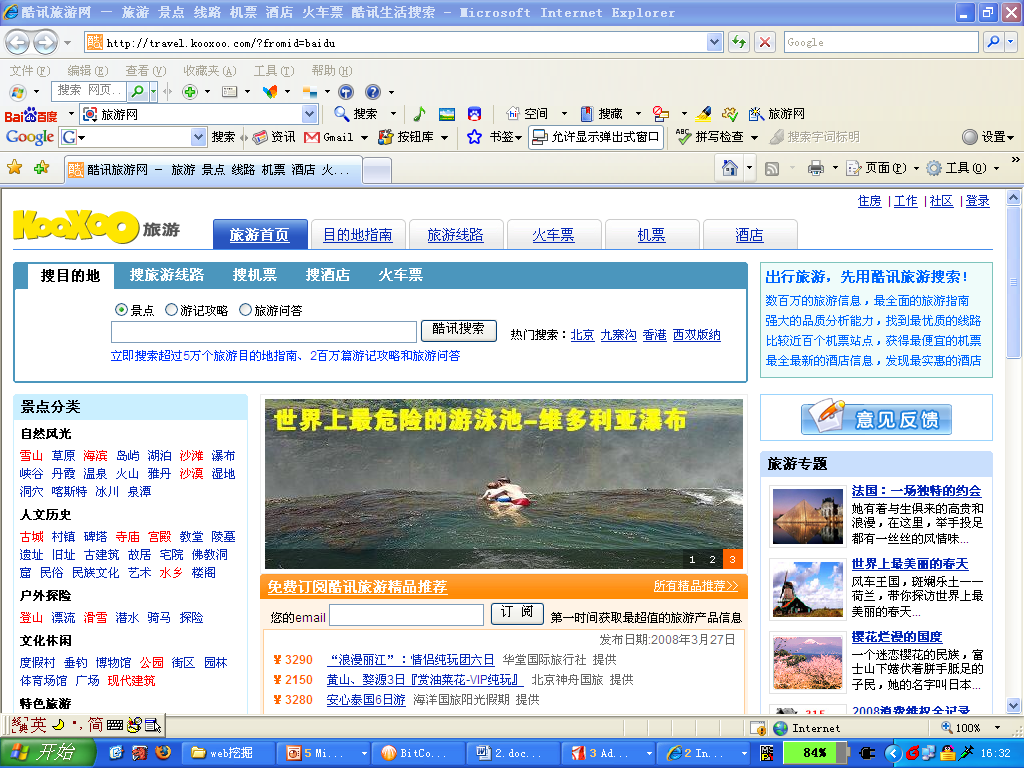 酷讯旅游网 － 旅游 景点 线路 机票 酒店 火车票 酷讯生活搜索 - Microsoft Internet Explorer
http://travel.kooxoo.com/?fromid=baidu
Google
文件(F) 编辑(E) 查看(V) 收藏夹(A) 工具(T) 帮助(H)
搜索 网页..
Bai百度 旅游网 搜索 空间 搜藏 旅游网
Google G 搜索 资讯 Gmail 按钮库 书签 允许显示弹出式窗口 拼写检查 搜索字词标明 设置
酷讯旅游网 － 旅游 景点 线路 机票 酒店 火... 页面(P) 工具(O) »
住房 | 工作 | 社区 | 登录
KOOXOO 旅游
旅游首页 目的地指南 旅游线路 火车票 机票 酒店
搜目的地 搜旅游线路 搜机票 搜酒店 火车票
景点 游记攻略 旅游问答
酷讯搜索 热门搜索：北京 九寨沟 香港 西双版纳
立即搜索超过5万个旅游目的地指南、2百万篇游记攻略和旅游问答
出行旅游，先用酷讯旅游搜索！
数百万的旅游信息，最全面的旅游指南
强大的品质分析能力，找到最优质的线路
比较近百个机票站点，获得最便宜的机票
最全最新的酒店信息，发现最实惠的酒店
景点分类
自然风光
雪山 草原 海滨 岛屿 湖泊 沙滩 瀑布
峡谷 丹霞 温泉 火山 雅丹 沙漠 湿地
洞穴 喀斯特 冰川 泉潭
人文历史
古城 村镇 碑塔 寺庙 宫殿 教堂 陵墓
遗址 旧址 古建筑 故居 宅院 佛教洞
窟 民俗 民族文化 艺术 水乡 楼阁
户外探险
登山 漂流 滑雪 潜水 骑马 探险
文化休闲
度假村 垂钓 博物馆 公园 街区 园林
体育场馆 广场 现代建筑
特色旅游
世界上最危险的游泳池-维多利亚瀑布
1 2 3
免费订阅酷讯旅游精品推荐 所有精品推荐>>
您的email 订 阅 第一时间获取最超值的旅游产品信息
发布日期:2008年3月27日
¥ 3290 “浪漫丽江”：情侣纯玩团六日 华堂国际旅行社 提供
¥ 2150 黄山、婺源3日『赏油菜花-VIP纯玩』 北京神舟国旅 提供
¥ 3280 安心泰国6日游 海洋国旅阳光假期 提供
意见反馈
旅游专题
法国：一场独特的约会
她有着与生俱来的高贵和
浪漫，在这里，举手投足
都有一丝丝的风情味...
世界上最美丽的春天
风车王国，斑斓乐土一一
荷兰，带你探访世界上最
美丽的春天...
樱花烂漫的国度
一个迷恋樱花的民族，富
士山下雄伏着胼手胝足的
子民，她的名字叫日本...
2008消费维权全记录
英 简
Internet 100%
开始 web挖掘 5 Mi... BitCo... 2.doc... 3 Ad... 2 In... 84% 16:32